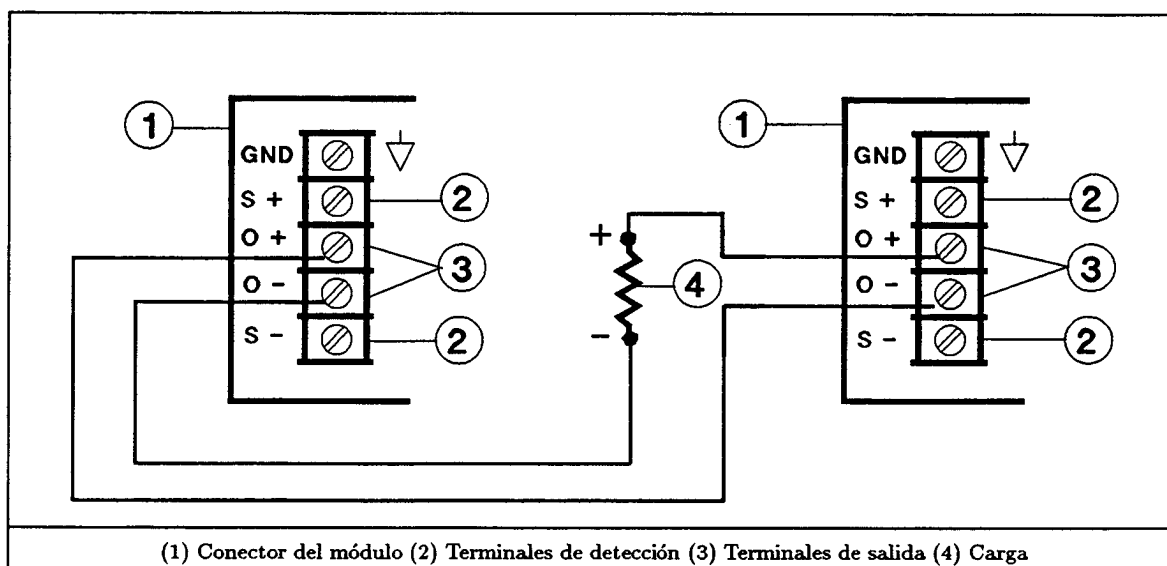 1
GND
S +
2
O +
3
O -
S -
2
+
4
-
1
GND
S +
2
O +
3
O -
S -
2
(1) Conector del módulo (2) Terminales de detección (3) Terminales de salida (4) Carga